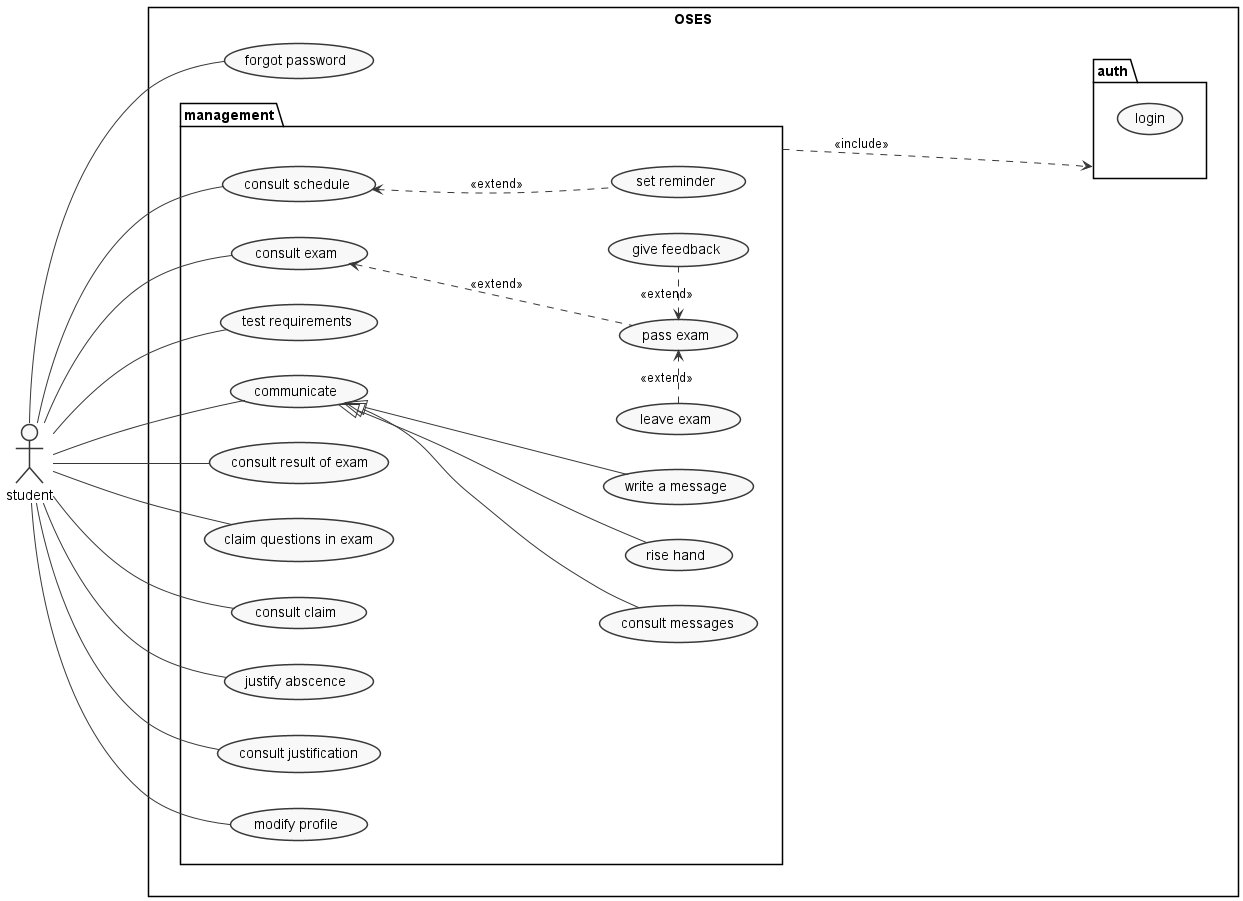 OSES
forgot password
auth
login
management
«include»
consult schedule
«extend»
set reminder
consult exam
«extend»
give feedback
«extend»
pass exam
test requirements
«extend»
communicate
leave exam
consult result of exam
write a message
student
claim questions in exam
rise hand
consult claim
consult messages
justify abscence
consult justification
modify profile